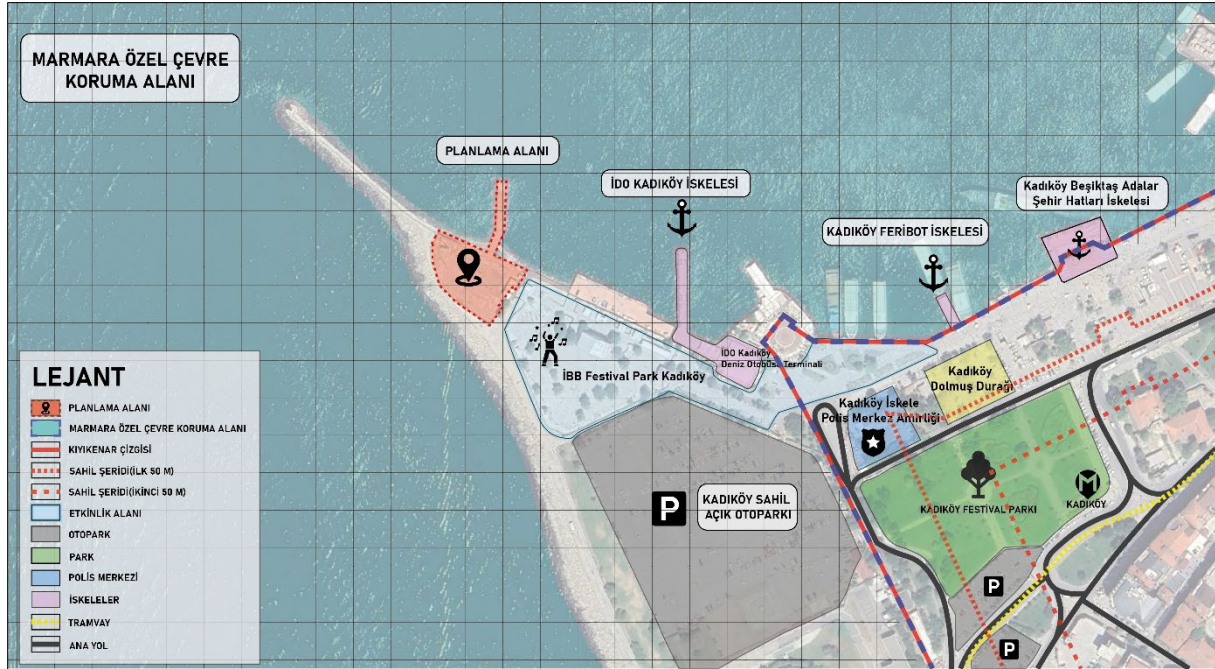 MARMARA ÖZEL ÇEVRE
KORUMA ALANI
PLANLAMA ALANI
İDO KADIKÖY İSKELESİ
Kadıköy Beşiktaş Adalar
Şehir Hatları İskelesi
KADIKÖY FERİBOT İSKELESİ
İDO Kadıköy
Deniz Otobüsü Terminali
İBB Festival Park Kadıköy
Kadıköy
Dolmuş Durağı
Kadıköy İskele
Polis Merkez Amirliği
P
KADIKÖY SAHİL
AÇIK OTOPARKI
KADIKÖY FESTİVAL PARKI
M
KADIKÖY
P
P
LEJANT
PLANLAMA ALANI
MARMARA ÖZEL ÇEVRE KORUMA ALANI
KIYIKENAR ÇİZGİSİ
SAHİL ŞERİDİ(İLK 50 M)
SAHİL ŞERİDİ(İKİNCİ 50 M)
ETKİNLİK ALANI
OTOPARK
PARK
POLİS MERKEZİ
İSKELELER
TRAMVAY
ANA YOL